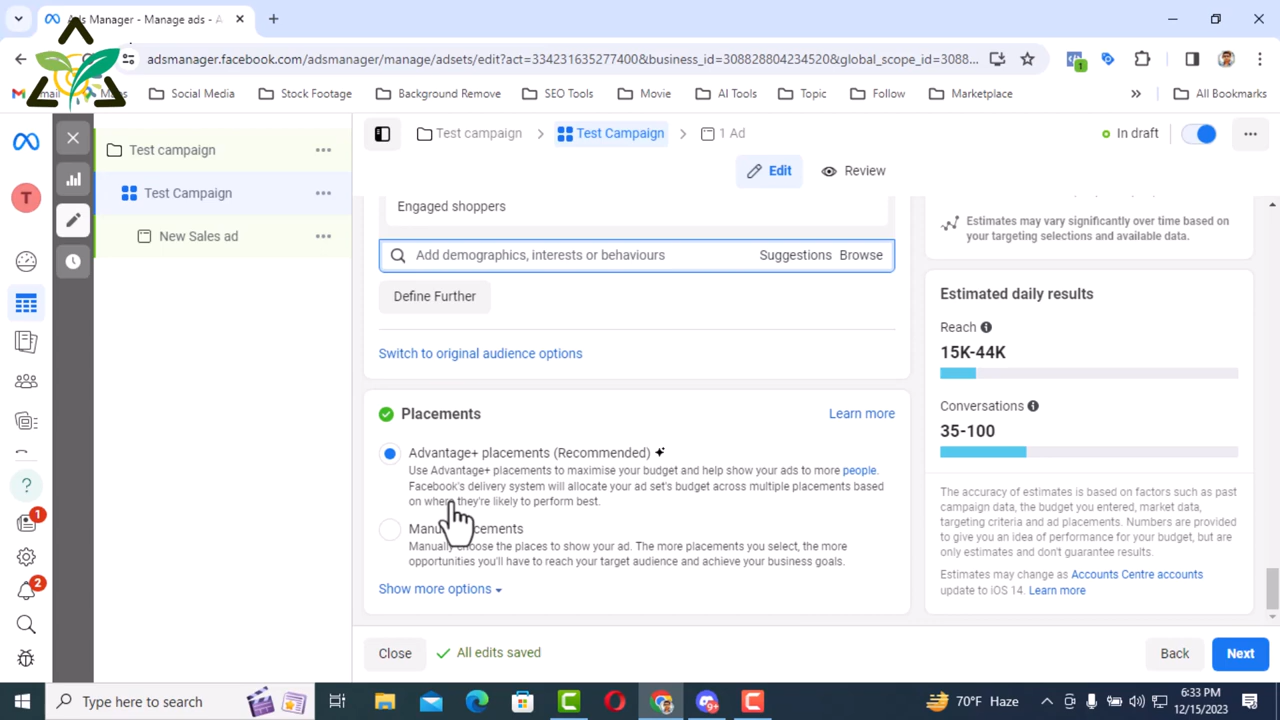 Ads Manager - Manage ads - A
adsmanager.facebook.com/adsmanager/manage/adsets/edit?act=334231635277400&business_id=308828804234520&global_scope_id=3088...
1
Maps
Social Media
Stock Footage
Background Remove
SEO Tools
Movie
AI Tools
Topic
Follow
Marketplace
All Bookmarks
Test campaign
Test Campaign
New Sales ad
T
?
1
2
Test campaign
Test Campaign
1 Ad
In draft
Edit
Review
Engaged shoppers
Add demographics, interests or behaviours
Suggestions
Browse
Define Further
Switch to original audience options
Placements
Learn more
Advantage+ placements (Recommended)
Use Advantage+ placements to maximise your budget and help show your ads to more people.
Facebook's delivery system will allocate your ad set's budget across multiple placements based
on where they're likely to perform best.
Manual placements
Manually choose the places to show your ad. The more placements you select, the more
opportunities you'll have to reach your target audience and achieve your business goals.
Show more options
Estimates may vary significantly over time based on
your targeting selections and available data.
Estimated daily results
Reach
15K-44K
Conversations
35-100
The accuracy of estimates is based on factors such as past
campaign data, the budget you entered, market data,
targeting criteria and ad placements. Numbers are provided
to give you an idea of performance for your budget, but are
only estimates and don't guarantee results.
Estimates may change as Accounts Centre accounts
update to iOS 14. Learn more
Close
All edits saved
Back
Next
Type here to search
70°F Haze
6:33 PM
12/15/2023